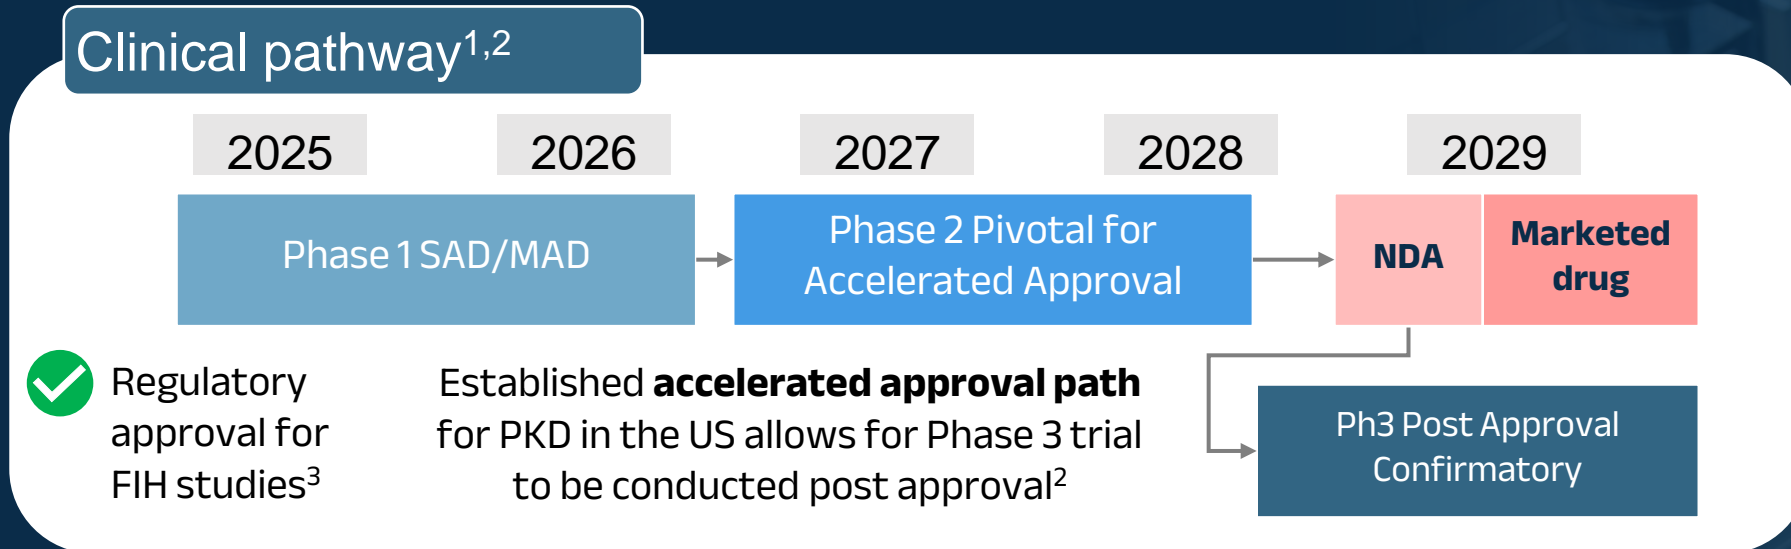 Clinical pathway1,2
2025
2026
2027
2028
2029
Phase 1 SAD/MAD
Phase 2 Pivotal for
Accelerated Approval
NDA
Marketed
drug
Regulatory
approval for
FIH studies3
Established accelerated approval path
for PKD in the US allows for Phase 3 trial
to be conducted post approval2
Ph3 Post Approval
Confirmatory